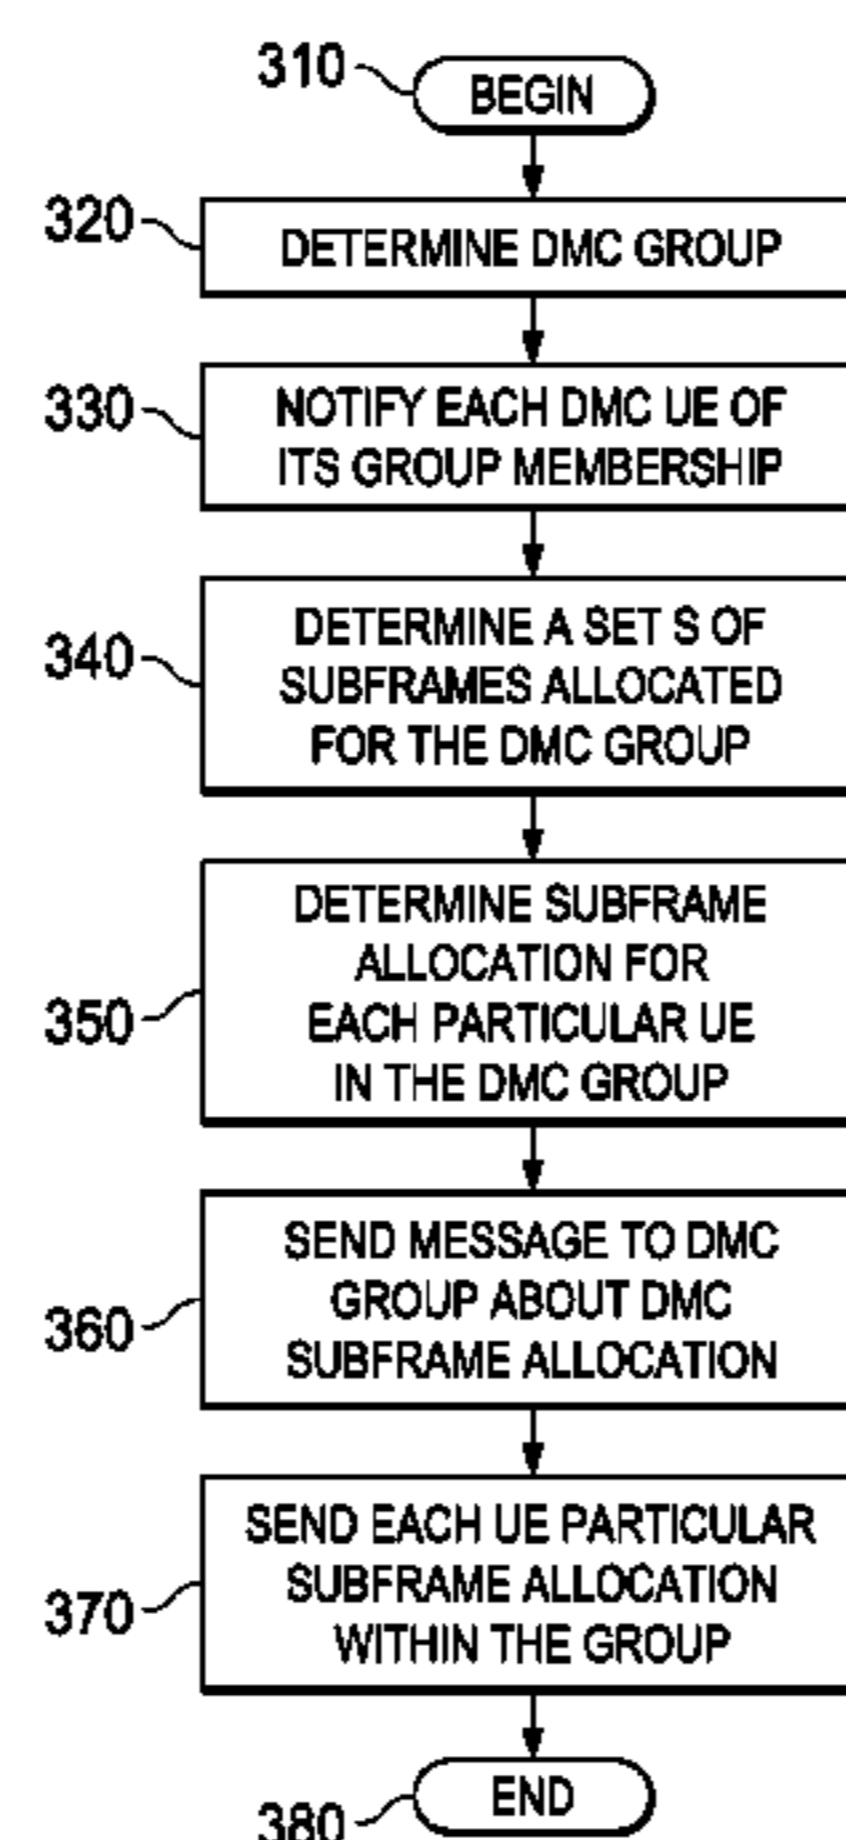 310
BEGIN
320
DETERMINE DMC GROUP
330
NOTIFY EACH DMC UE OF
ITS GROUP MEMBERSHIP
340
DETERMINE A SET S OF
SUBFRAMES ALLOCATED
FOR THE DMC GROUP
350
DETERMINE SUBFRAME
ALLOCATION FOR
EACH PARTICULAR UE
IN THE DMC GROUP
360
SEND MESSAGE TO DMC
GROUP ABOUT DMC
SUBFRAME ALLOCATION
370
SEND EACH UE PARTICULAR
SUBFRAME ALLOCATION
WITHIN THE GROUP
380
END